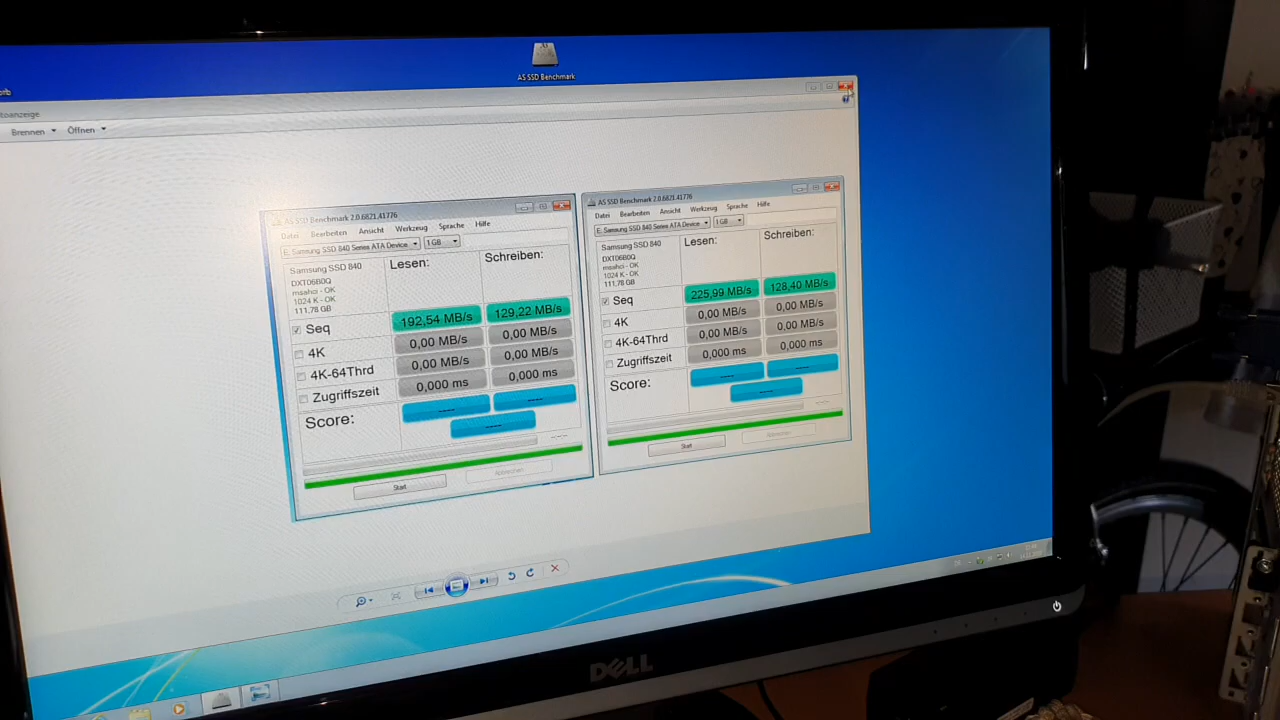 AS SSD Benchmark
Brennen
Öffnen
AS SSD Benchmark 2.0.6821.41776
Datei Bearbeiten Ansicht Werkzeug Sprache Hilfe
E: Samsung SSD 840 Series ATA Device
1 GB
Samsung SSD 840
DXT06B0Q
msahci - OK
1024 K - OK
111,78 GB
Lesen:
Schreiben:
Seq
192,54 MB/s
129,22 MB/s
4K
0,00 MB/s
0,00 MB/s
4K-64Thrd
0,00 MB/s
0,00 MB/s
Zugriffszeit
0,000 ms
0,000 ms
Score:
----
----
----
Start
Abbrechen
AS SSD Benchmark 2.0.6821.41776
Datei Bearbeiten Ansicht Werkzeug Sprache Hilfe
E: Samsung SSD 840 Series ATA Device
1 GB
Samsung SSD 840
DXT06B0Q
msahci - OK
1024 K - OK
111,78 GB
Lesen:
Schreiben:
Seq
225,99 MB/s
128,40 MB/s
4K
0,00 MB/s
0,00 MB/s
4K-64Thrd
0,00 MB/s
0,00 MB/s
Zugriffszeit
0,000 ms
0,000 ms
Score:
----
----
----
Start
Abbrechen
DELL